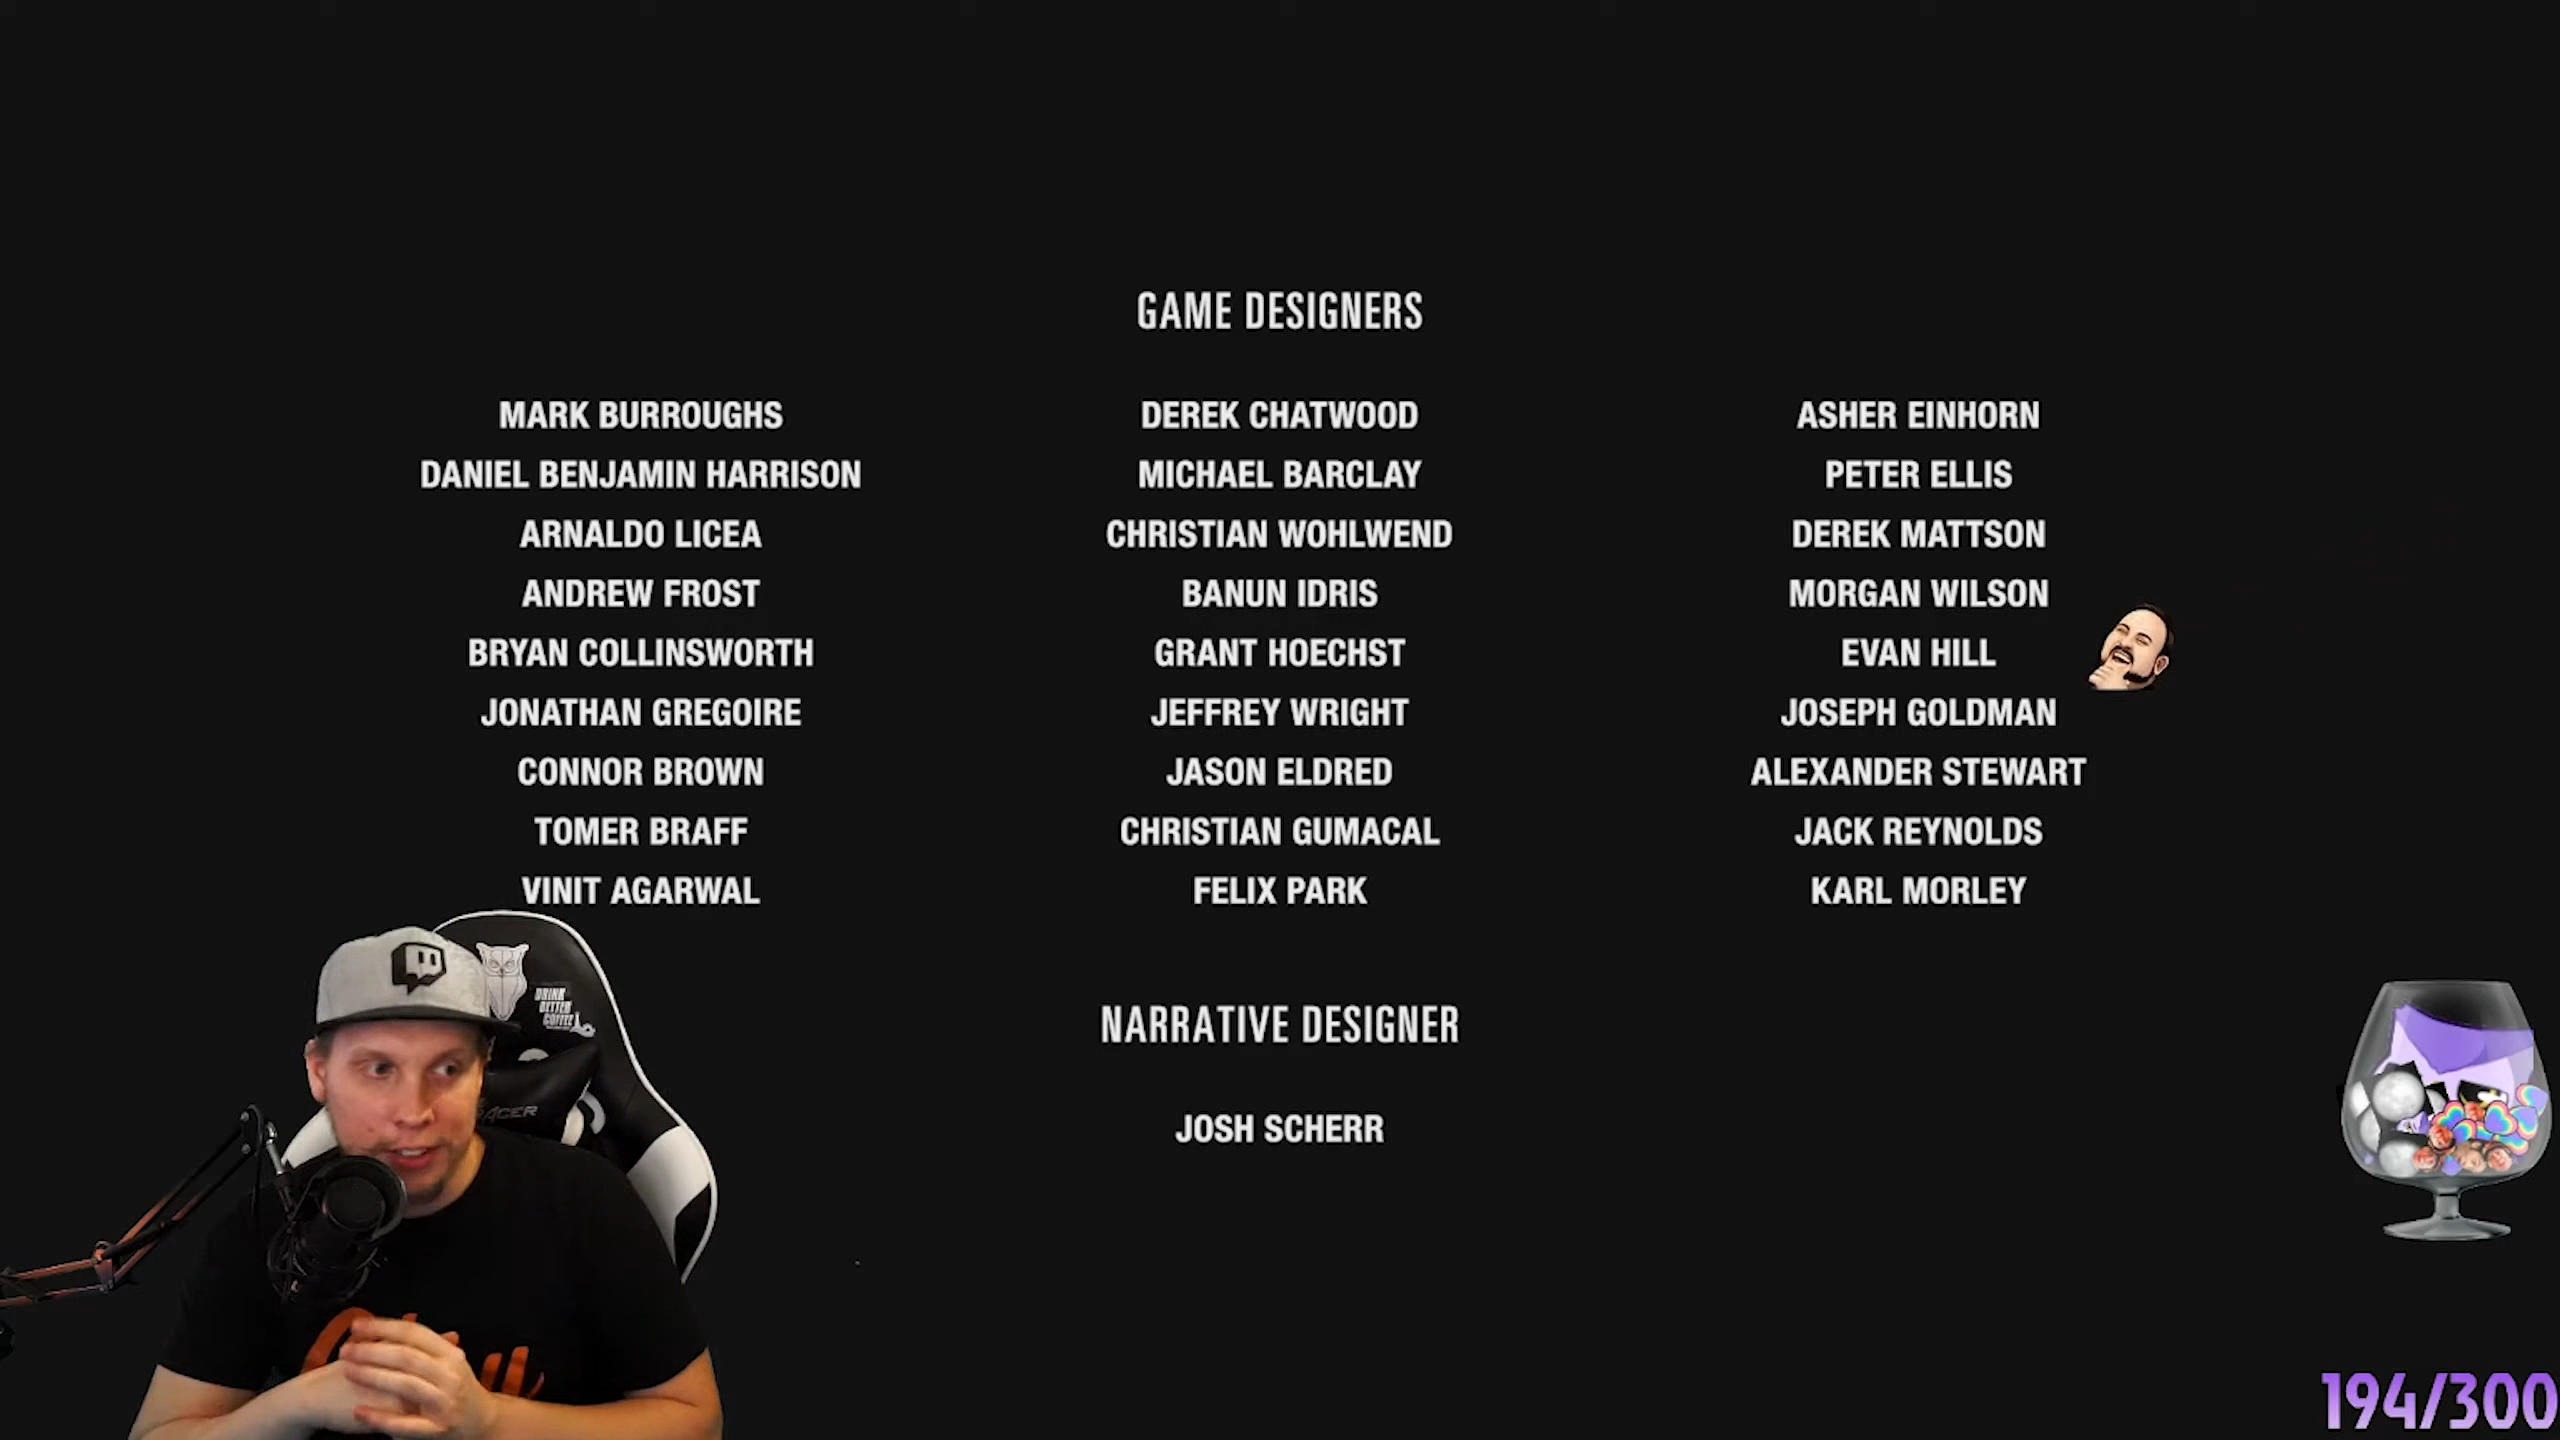 GAME DESIGNERS
MARK BURROUGHS DEREK CHATWOOD ASHER EINHORN
DANIEL BENJAMIN HARRISON MICHAEL BARCLAY PETER ELLIS
ARNALDO LICEA CHRISTIAN WOHLWEND DEREK MATTSON
ANDREW FROST BANUN IDRIS MORGAN WILSON
BRYAN COLLINSWORTH GRANT HOECHST EVAN HILL
JONATHAN GREGOIRE JEFFREY WRIGHT JOSEPH GOLDMAN
CONNOR BROWN JASON ELDRED ALEXANDER STEWART
TOMER BRAFF CHRISTIAN GUMACAL JACK REYNOLDS
VINIT AGARWAL FELIX PARK KARL MORLEY
DRINK
BETTER
COFFEE
NARRATIVE DESIGNER
JOSH SCHERR
194/300